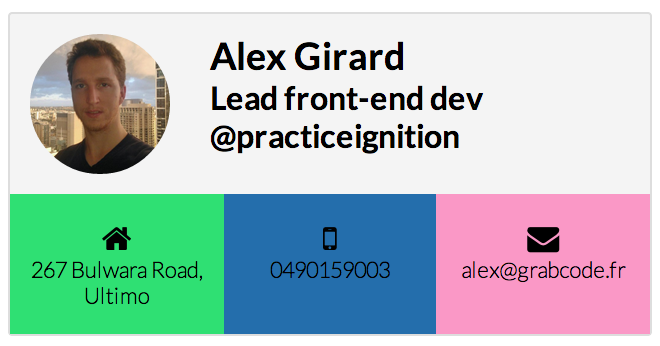 Alex Girard
Lead front-end dev
@practiceignition
267 Bulwara Road,
Ultimo
0490159003
alex@grabcode.fr